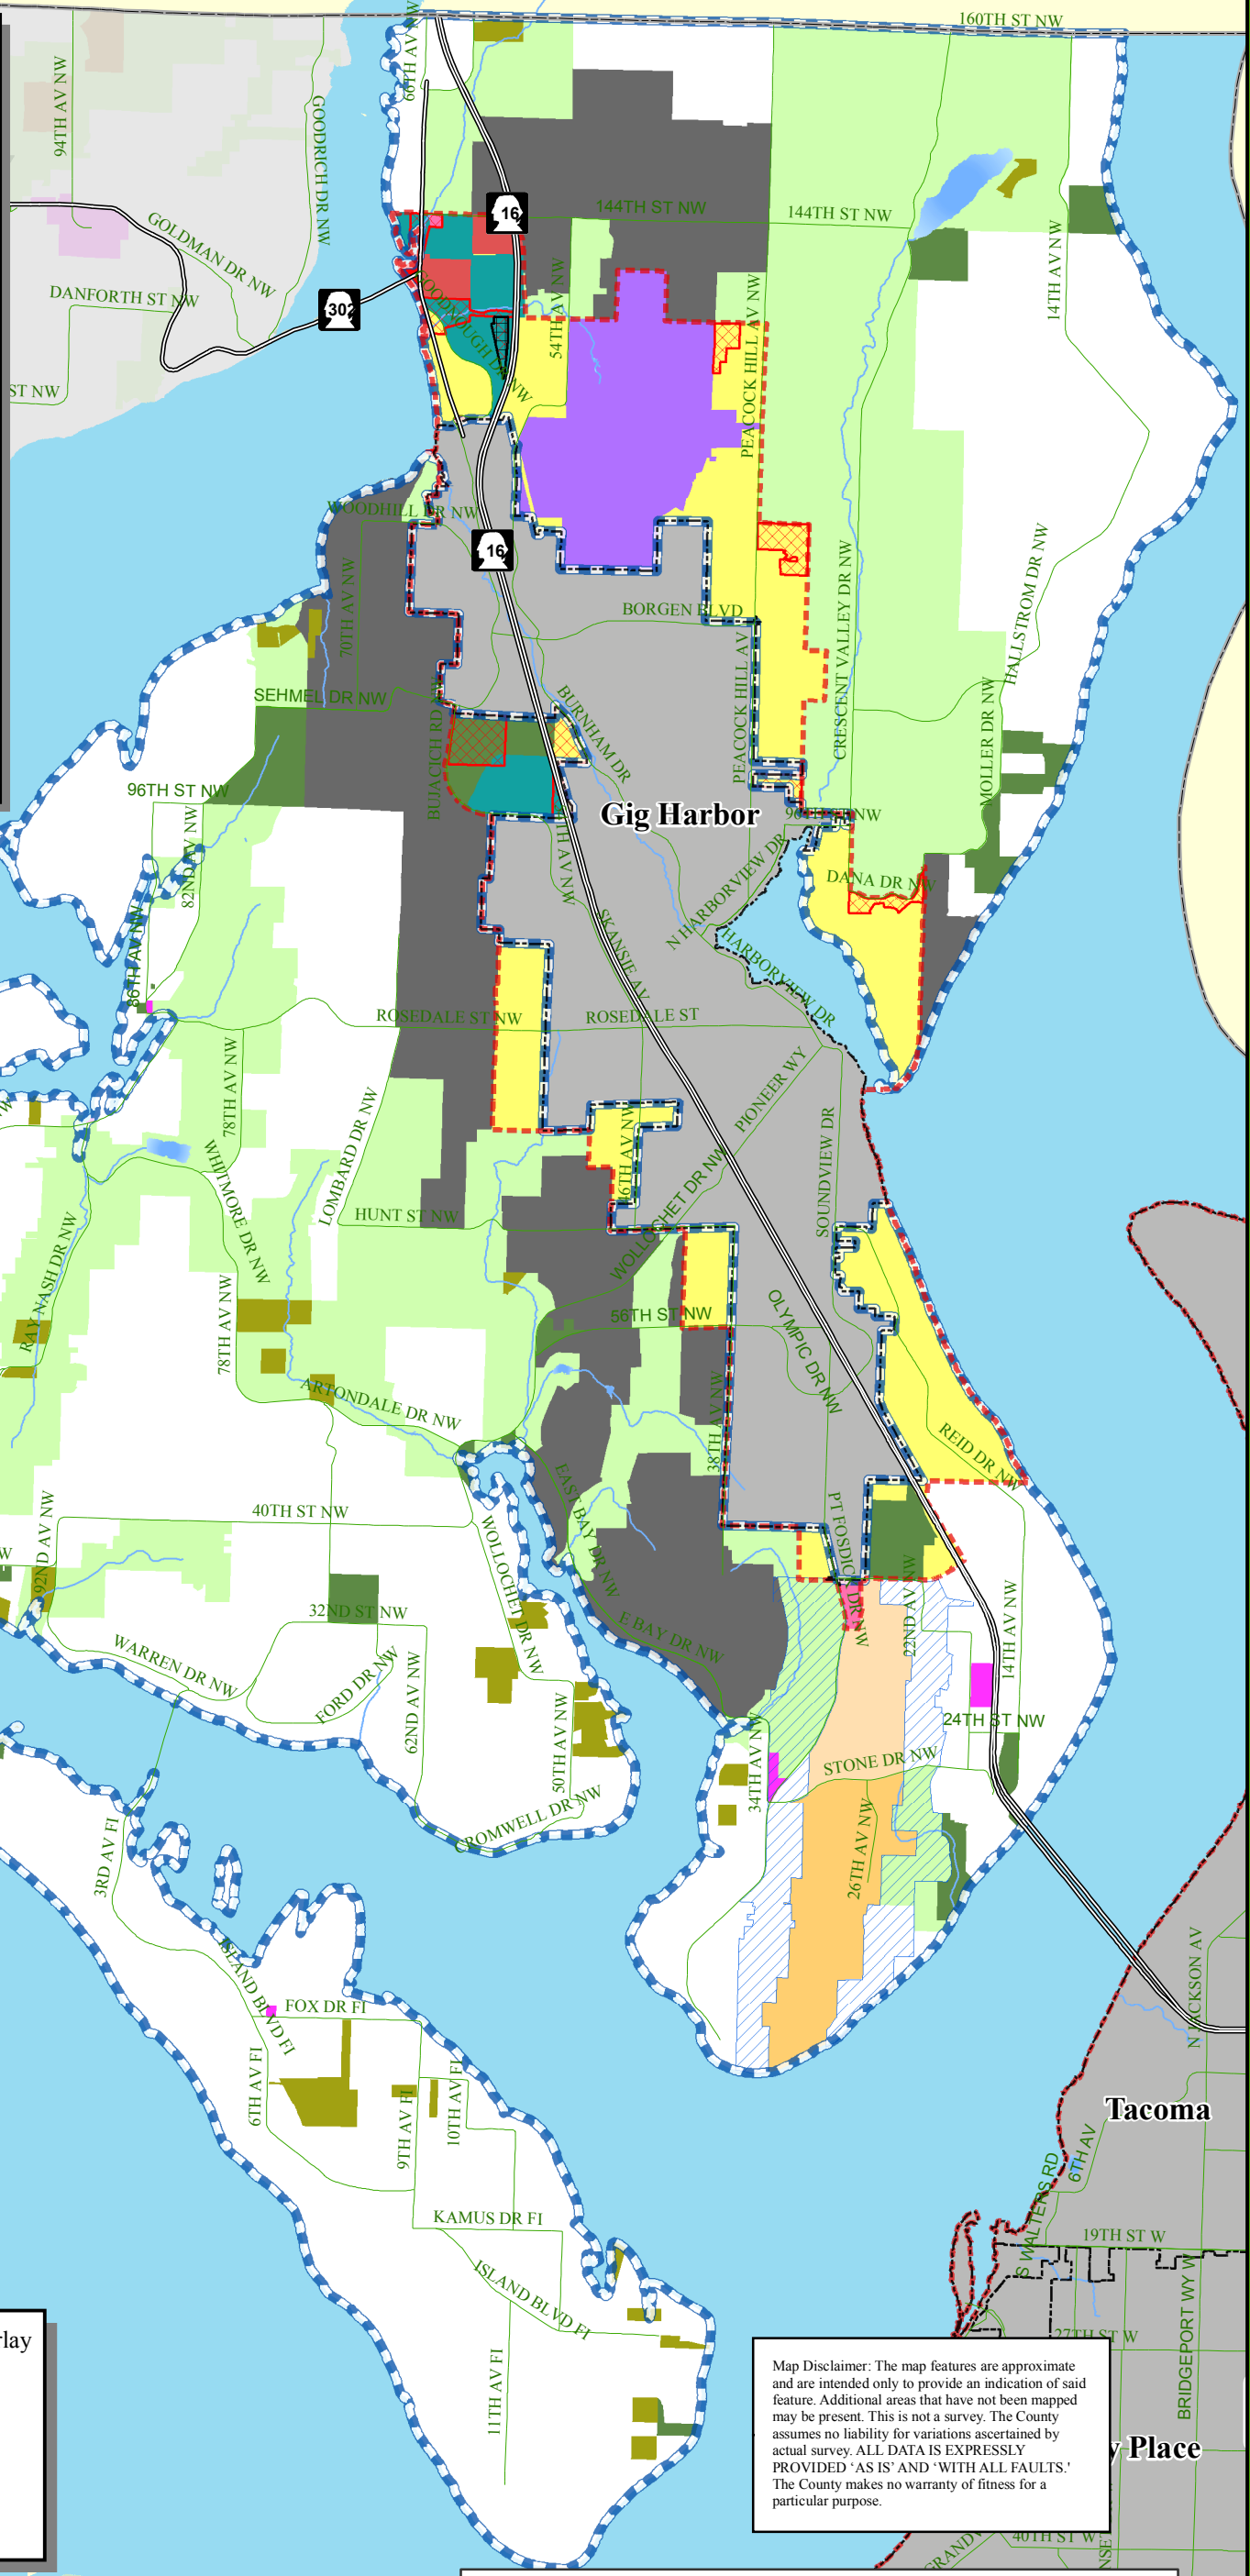 160TH ST NW
66TH AV NW
94TH AV NW
GOODRICH DR NW
16
144TH ST NW
144TH ST NW
14TH AV NW
GOLDMAN DR NW
DANFORTH ST NW
302
GOODNOUGH DR NW
54TH AV NW
PEACOCK HILL AV NW
ST NW
WOODHILL DR NW
16
70TH AV NW
BORGEN BLVD
CRESCENT VALLEY DR NW
HALLSTROM DR NW
SEHMEL DR NW
BUJACICH RD NW
BURNHAM DR
PEACOCK HILL AV
MOLLER DR NW
96TH ST NW
Gig Harbor
96TH ST NW
82ND AV NW
DANA DR NW
N HARBORVIEW DR
SKANSIE AV
HARBORVIEW DR
86TH AV NW
ROSEDALE ST NW
ROSEDALE ST
78TH AV NW
PIONEER WY
LOMBARD DR NW
46TH AV NW
SOUNDVIEW DR
WHITMORE DR NW
HUNT ST NW
WOLLOCHET DR NW
RAY NASH DR NW
78TH AV NW
56TH ST NW
OLYMPIC DR NW
ARTONDALE DR NW
38TH AV NW
REID DR NW
EAST BAY DR NW
40TH ST NW
92ND AV NW
WOLLOCHET DR NW
PT FOSDICK DR NW
22ND AV NW
14TH AV NW
32ND ST NW
E BAY DR NW
WARREN DR NW
FORD DR NW
62ND AV NW
50TH AV NW
24TH ST NW
34TH AV NW
STONE DR NW
CROMWELL DR NW
26TH AV NW
3RD AV FI
ISLAND BLVD FI
FOX DR FI
N JACKSON AV
6TH AV FI
9TH AV FI
10TH AV FI
Tacoma
6TH AV
S WALTERS RD
KAMUS DR FI
19TH ST W
ISLAND BLVD FI
BRIDGEPORT WY W
27TH ST W
11TH AV FI
rlay
Map Disclaimer: The map features are approximate
and are intended only to provide an indication of said
feature. Additional areas that have not been mapped
may be present. This is not a survey. The County
assumes no liability for variations ascertained by
actual survey. ALL DATA IS EXPRESSLY
PROVIDED ‘AS IS’ AND ‘WITH ALL FAULTS.'
The County makes no warranty of fitness for a
particular purpose.
y Place
40TH ST W